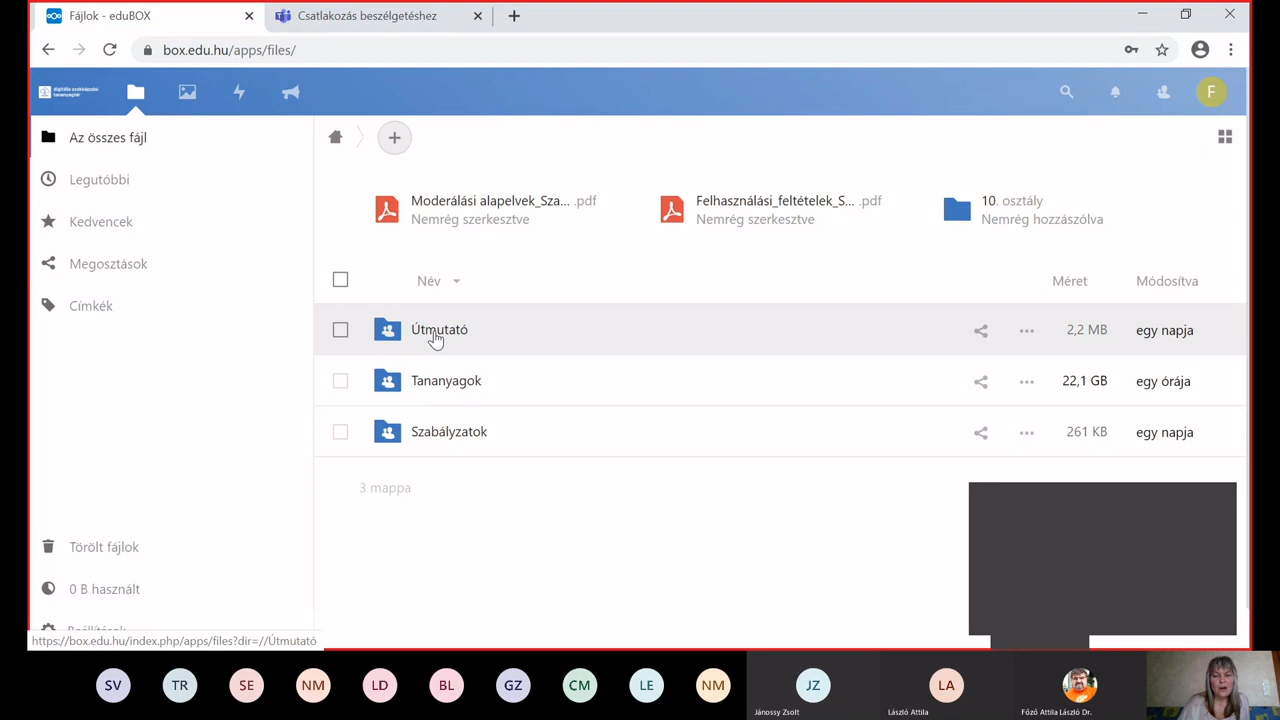 Fájlok - eduBOX
Csatlakozás beszélgetéshez
box.edu.hu/apps/files/
digitális szakképzési
tananyagtár
F
Az összes fájl
Legutóbbi
Kedvencek
Megosztások
Címkék
Moderálási alapelvek_Sza... .pdf
Nemrég szerkesztve
Felhasználási_feltételek_S... .pdf
Nemrég szerkesztve
10. osztály
Nemrég hozzászólva
Név
Méret
Módosítva
Útmutató
2,2 MB
egy napja
Tananyagok
22,1 GB
egy órája
Szabályzatok
261 KB
egy napja
3 mappa
Törölt fájlok
0 B használt
Beállítások
https://box.edu.hu/index.php/apps/files?dir=//Útmutató
SV
TR
SE
NM
LD
BL
GZ
CM
LE
NM
JZ
Jánossy Zsolt
LA
László Attila
Főző Attila László Dr.